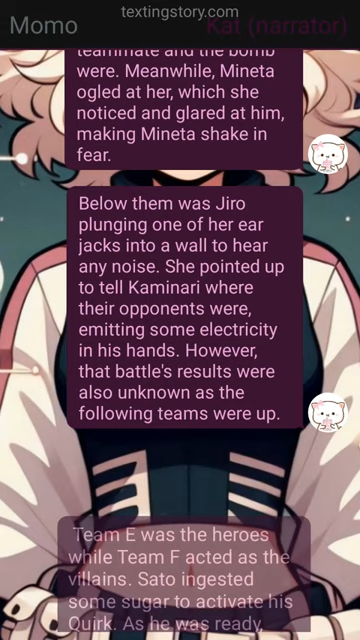 textingstory.com
Momo
Kat (narrator)
teammate and the bomb
were. Meanwhile, Mineta
ogled at her, which she
noticed and glared at him,
making Mineta shake in
fear.
Below them was Jiro
plunging one of her ear
jacks into a wall to hear
any noise. She pointed up
to tell Kaminari where
their opponents were,
emitting some electricity
in his hands. However,
that battle's results were
also unknown as the
following teams were up.
Team E was the heroes
while Team F acted as the
villains. Sato ingested
some sugar to activate his
Quirk. As he was ready,